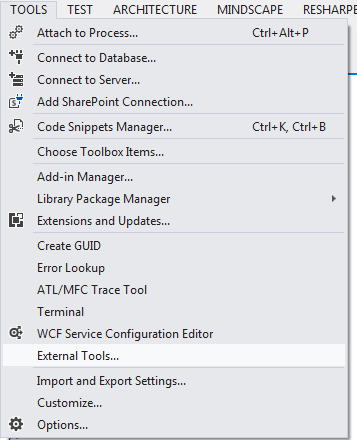 TOOLS TEST ARCHITECTURE MINDSCAPE RESHARPE
Attach to Process... Ctrl+Alt+P
Connect to Database...
Connect to Server...
Add SharePoint Connection...
Code Snippets Manager... Ctrl+K, Ctrl+B
Choose Toolbox Items...
Add-in Manager...
Library Package Manager
Extensions and Updates...
Create GUID
Error Lookup
ATL/MFC Trace Tool
Terminal
WCF Service Configuration Editor
External Tools...
Import and Export Settings...
Customize...
Options...